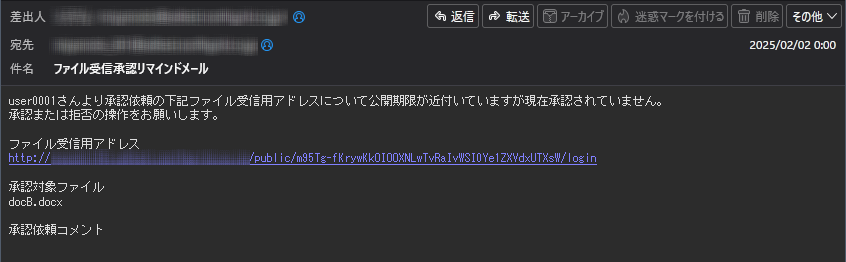 差出人
返信
転送
アーカイブ
迷惑マークを付ける
削除
その他
宛先
2025/02/02 0:00
件名 ファイル受信承認リマインドメール
user0001さんより承認依頼の下記ファイル受信用アドレスについて公開期限が近付いていますが現在承認されていません。
承認または拒否の操作をお願いします。
ファイル受信用アドレス
http:// /public/m95Tg-fKrywKkOIOOXNLwTvRaIvWSI0Ye1ZXVdxUTXsW/login
承認対象ファイル
docB.docx
承認依頼コメント